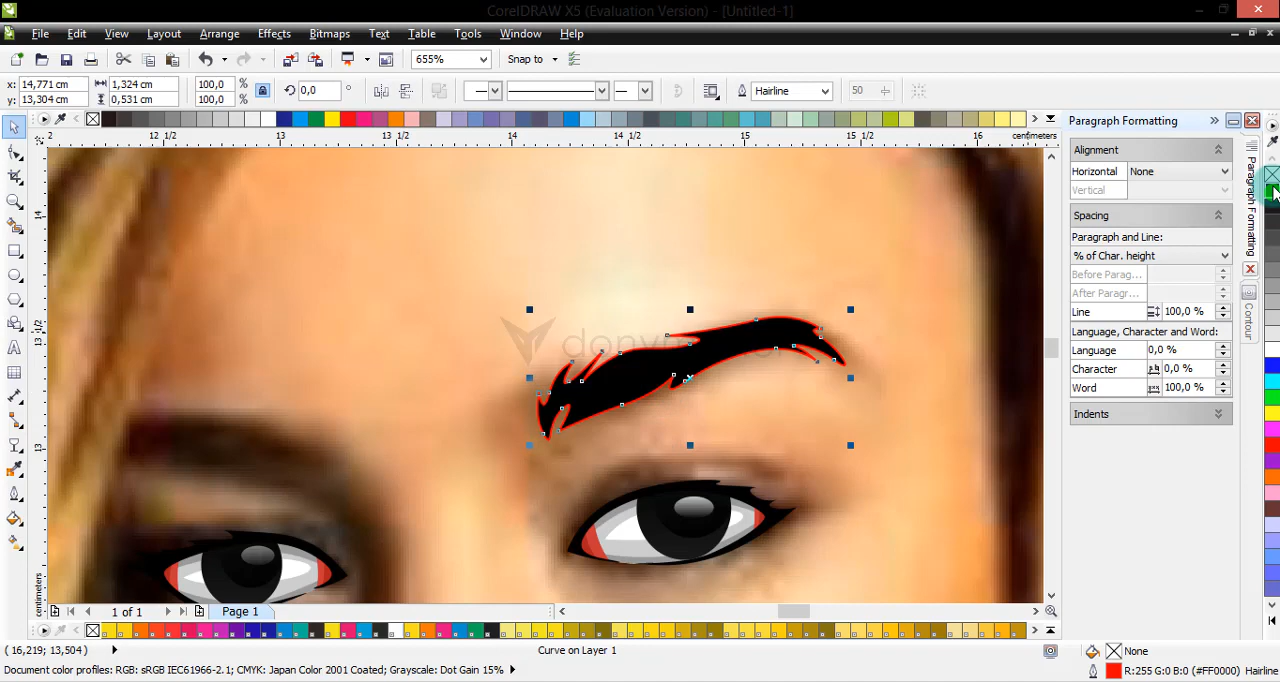 CorelDRAW X5 (Evaluation Version) - [Untitled-1]
File Edit View Layout Arrange Effects Bitmaps Text Table Tools Window Help
655% Snap to
x: 14,771 cm 1,324 cm 100,0 % 0,0 ° Hairline 50
y: 13,304 cm 0,531 cm 100,0 %
Paragraph Formatting
12 1/2 13 13 1/2 14 14 1/2 15 15 1/2 16 centimeters
Alignment
Horizontal None
Vertical
Spacing
Paragraph and Line:
% of Char. height
Before Parag...
After Paragr...
Line 100,0 %
Language, Character and Word:
Language 0,0 %
Character 0,0 %
Word 100,0 %
Indents
Paragraph Formatting
Contour
14
13 1/2
13
centimeters
1 of 1 Page 1
( 16,219; 13,504 ) Curve on Layer 1 None
Document color profiles: RGB: sRGB IEC61966-2.1; CMYK: Japan Color 2001 Coated; Grayscale: Dot Gain 15% R:255 G:0 B:0 (#FF0000) Hairline